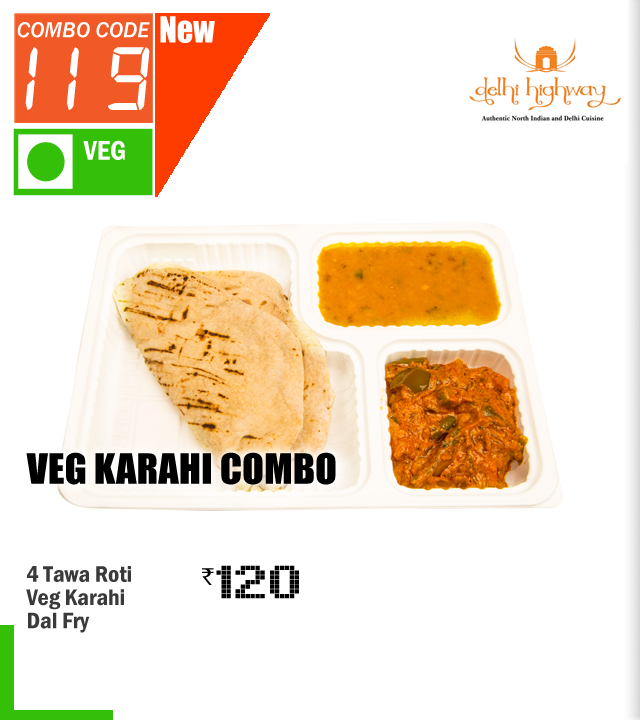 COMBO CODE
119
New
VEG
delhi highway
Authentic North Indian and Delhi Cuisine
VEG KARAHI COMBO
4 Tawa Roti
Veg Karahi
Dal Fry
₹120